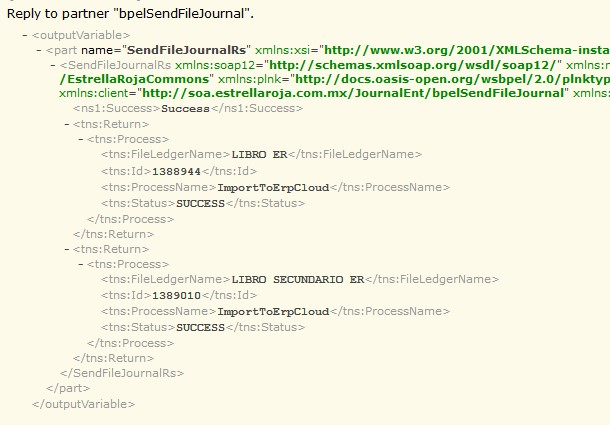 Reply to partner "bpelSendFileJournal".
- <outputVariable>
- <part name="SendFileJournalRs" xmlns:xsi="http://www.w3.org/2001/XMLSchema-insta
- <SendFileJournalRs xmlns:soap12="http://schemas.xmlsoap.org/wsdl/soap12/" xmlns:n
/EstrellaRojaCommons" xmlns:plnk="http://docs.oasis-open.org/wsbpel/2.0/plnktyp
xmlns:client="http://soa.estrellaroja.com.mx/JournalEnt/bpelSendFileJournal" xmlns:
<ns1:Success>Success</ns1:Success>
- <tns:Return>
- <tns:Process>
<tns:FileLedgerName>LIBRO ER</tns:FileLedgerName>
<tns:Id>1388944</tns:Id>
<tns:ProcessName>ImportToErpCloud</tns:ProcessName>
<tns:Status>SUCCESS</tns:Status>
</tns:Process>
</tns:Return>
- <tns:Return>
- <tns:Process>
<tns:FileLedgerName>LIBRO SECUNDARIO ER</tns:FileLedgerName>
<tns:Id>1389010</tns:Id>
<tns:ProcessName>ImportToErpCloud</tns:ProcessName>
<tns:Status>SUCCESS</tns:Status>
</tns:Process>
</tns:Return>
</SendFileJournalRs>
</part>
</outputVariable>